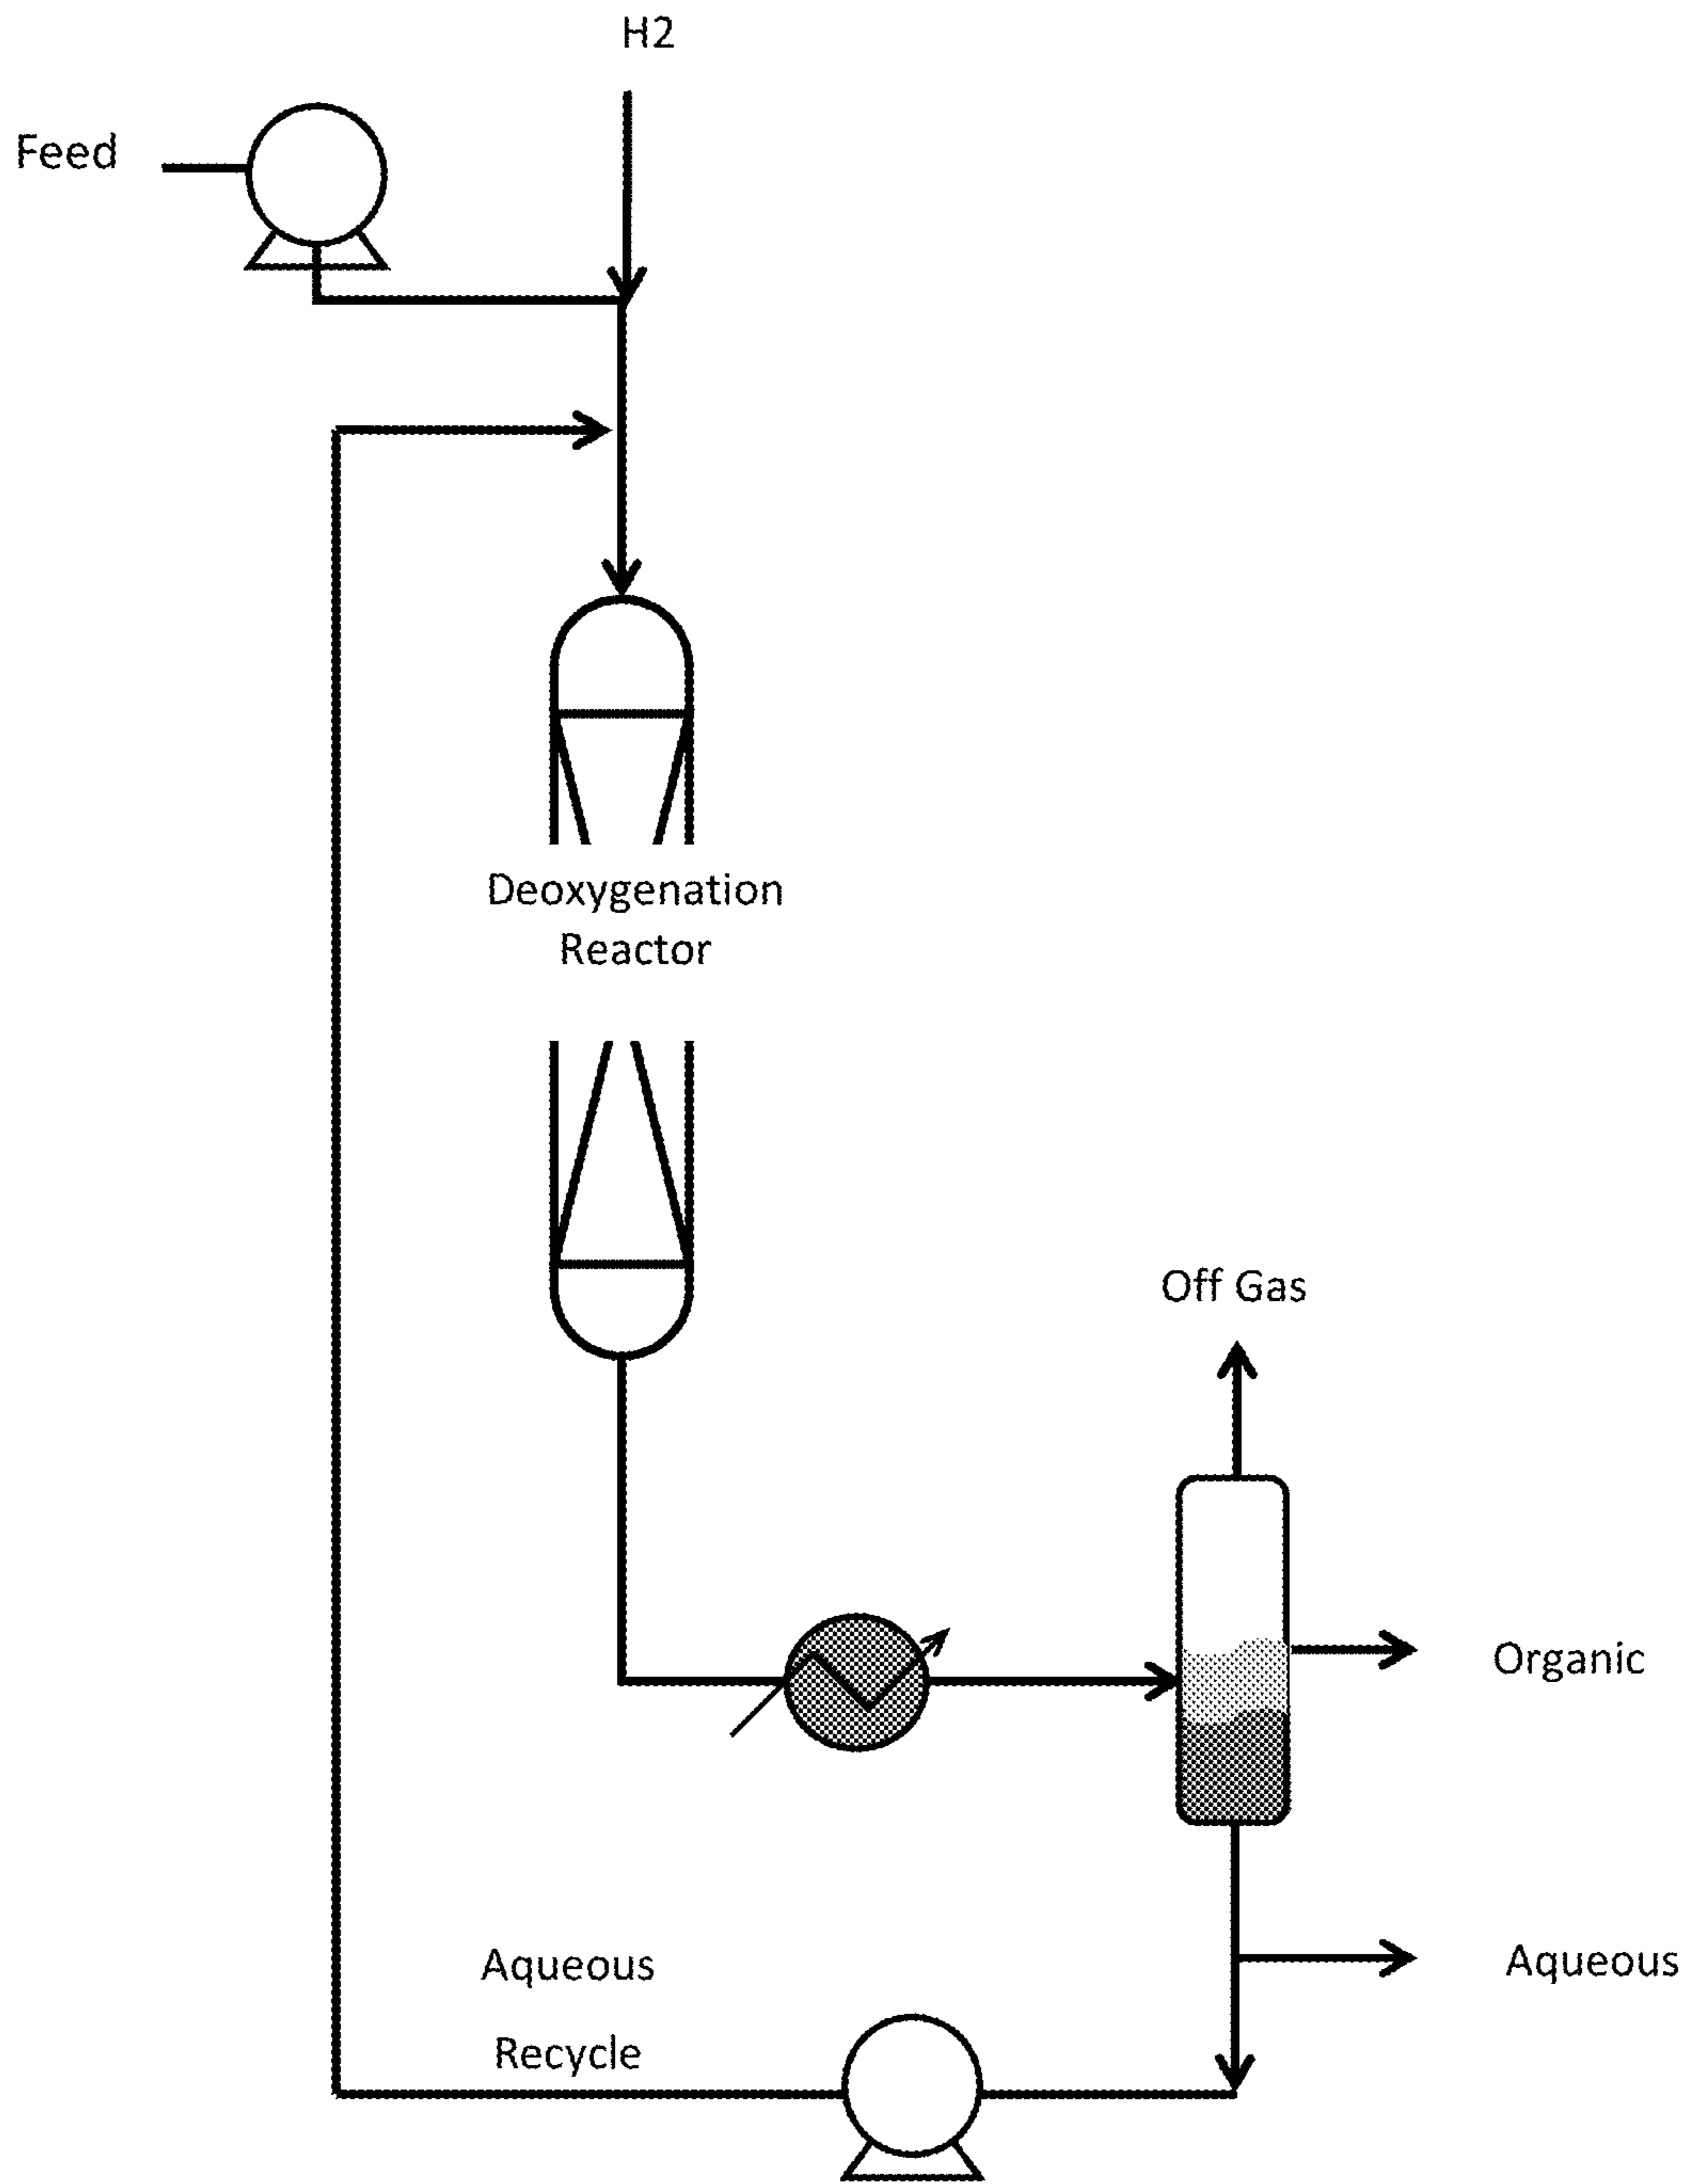 H2
Feed
Deoxygenation
Reactor
Off Gas
Organic
Aqueous
Aqueous
Recycle